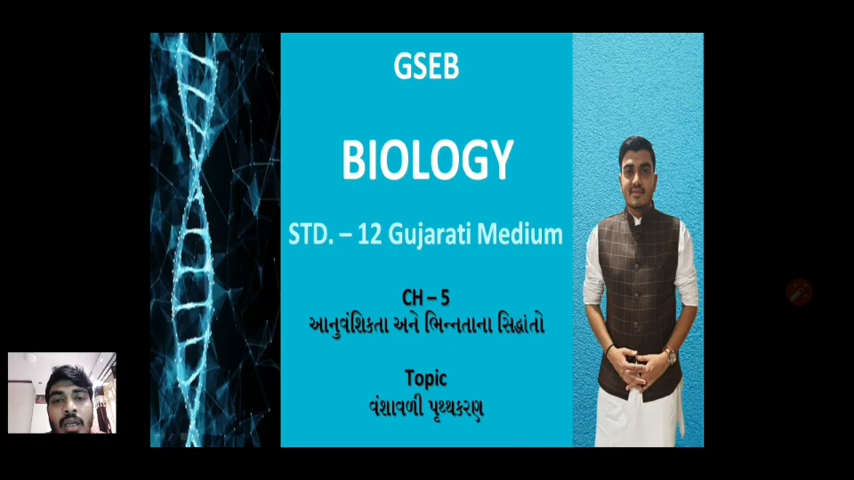 GSEB
BIOLOGY
STD. – 12 Gujarati Medium
CH – 5
આનુવંશિકતા અને ભિન્નતાના સિદ્ધાંતો
Topic
વંશાવળી પૃથ્થકરણ